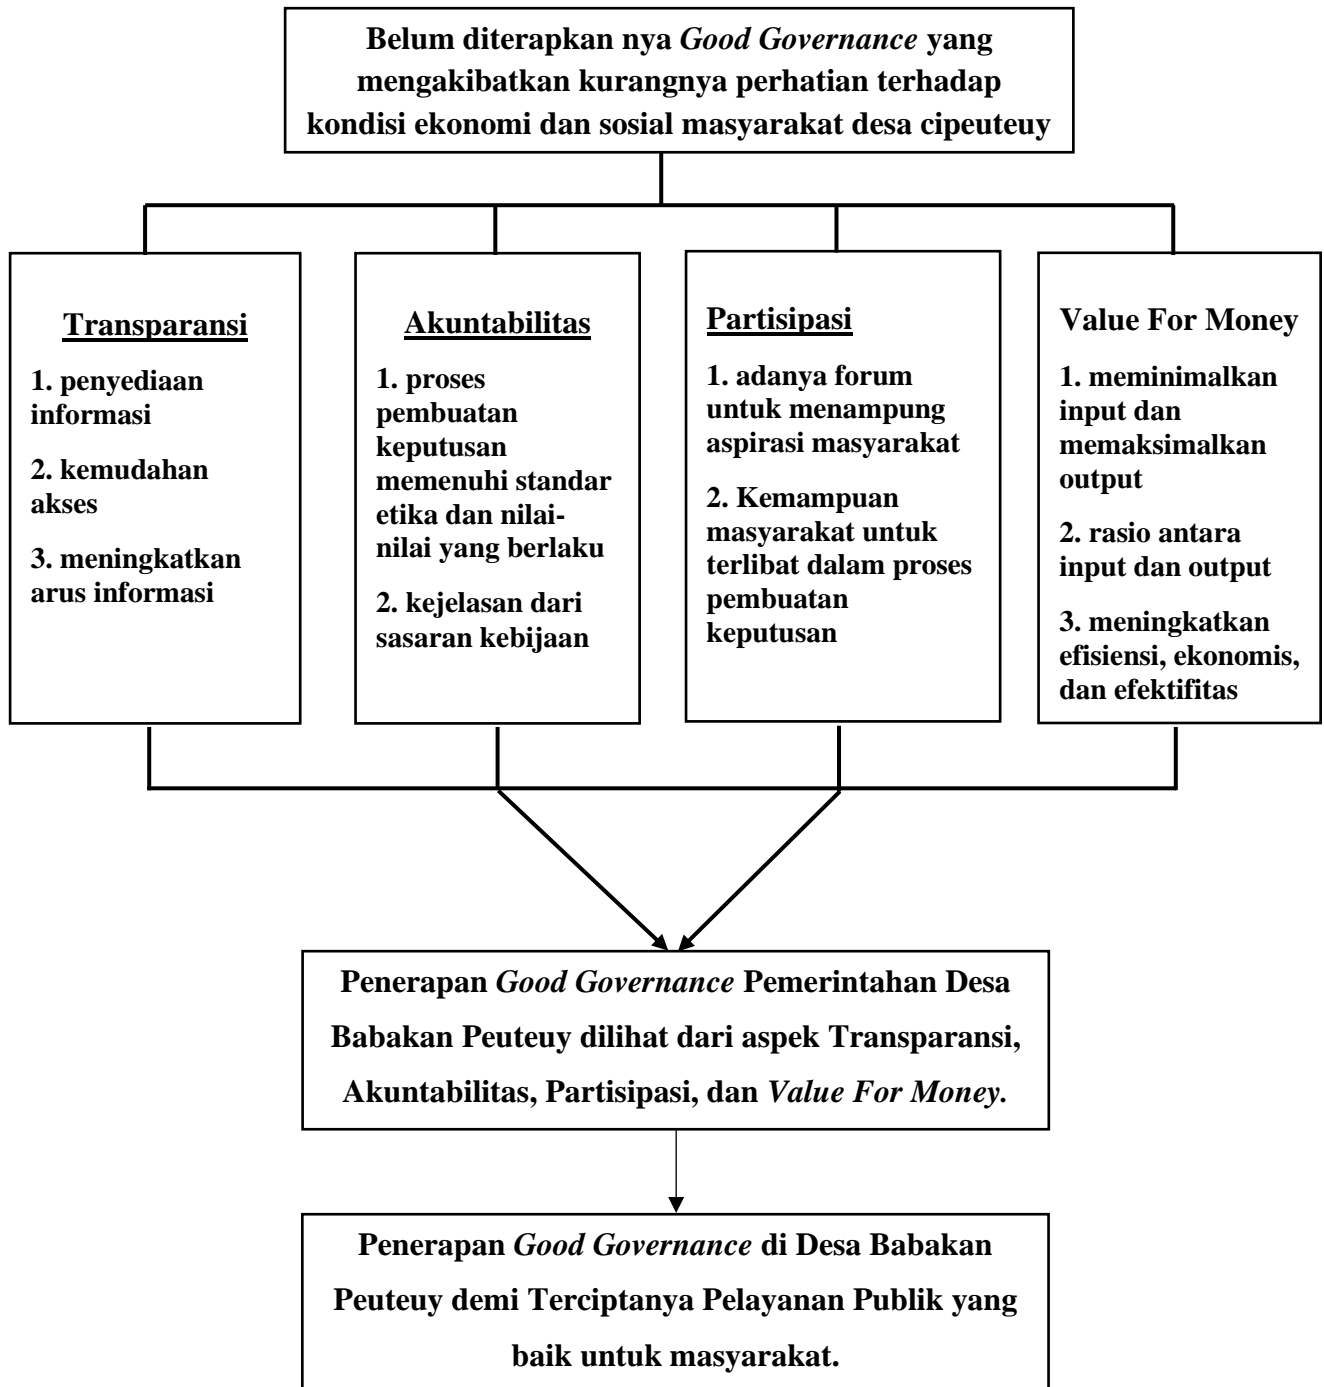 Belum diterapkan nya Good Governance yang
mengakibatkan kurangnya perhatian terhadap
kondisi ekonomi dan sosial masyarakat desa cipeuteuy
Transparansi
1. penyediaan
informasi
2. kemudahan
akses
3. meningkatkan
arus informasi
Akuntabilitas
1. proses
pembuatan
keputusan
memenuhi standar
etika dan nilai-
nilai yang berlaku
2. kejelasan dari
sasaran kebijaan
Partisipasi
1. adanya forum
untuk menampung
aspirasi masyarakat
2. Kemampuan
masyarakat untuk
terlibat dalam proses
pembuatan
keputusan
Value For Money
1. meminimalkan
input dan
memaksimalkan
output
2. rasio antara
input dan output
3. meningkatkan
efisiensi, ekonomis,
dan efektifitas
Penerapan Good Governance Pemerintahan Desa
Babakan Peuteuy dilihat dari aspek Transparansi,
Akuntabilitas, Partisipasi, dan Value For Money.
Penerapan Good Governance di Desa Babakan
Peuteuy demi Terciptanya Pelayanan Publik yang
baik untuk masyarakat.